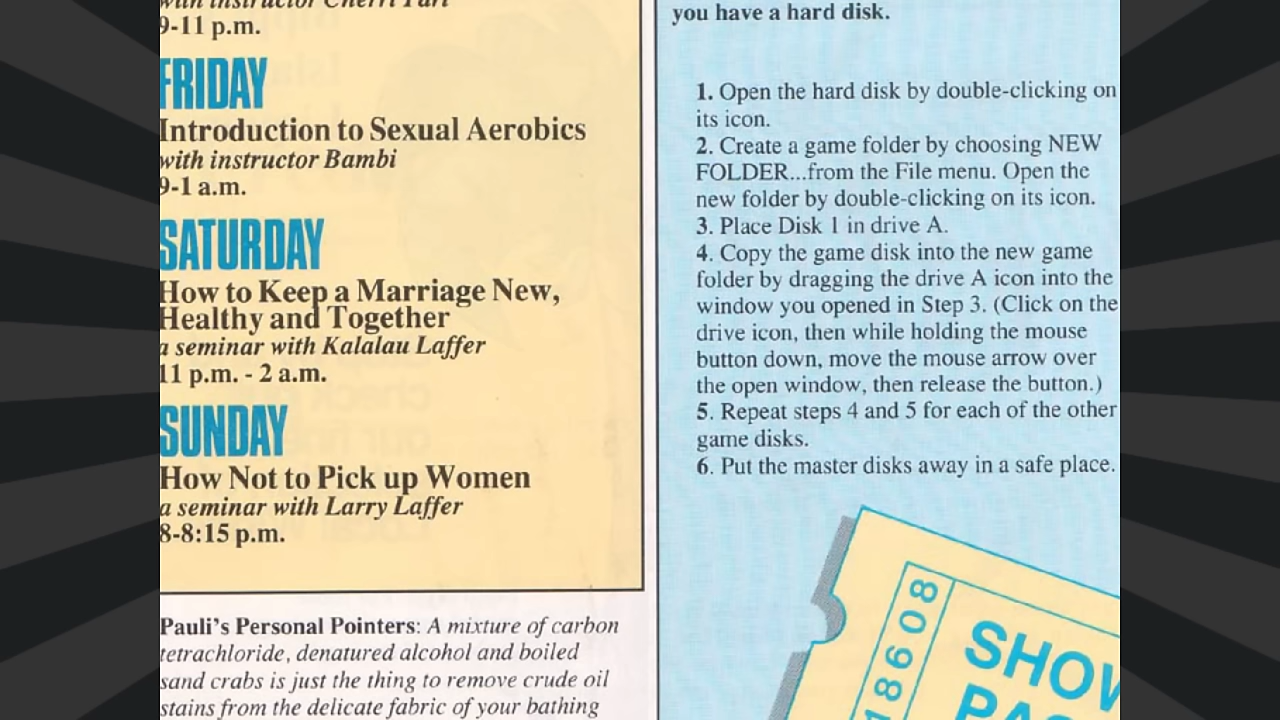 9-11 p.m.
FRIDAY
Introduction to Sexual Aerobics
with instructor Bambi
9-1 a.m.
SATURDAY
How to Keep a Marriage New,
Healthy and Together
a seminar with Kalalau Laffer
11 p.m. - 2 a.m.
SUNDAY
How Not to Pick up Women
a seminar with Larry Laffer
8-8:15 p.m.
Pauli's Personal Pointers: A mixture of carbon
tetrachloride, denatured alcohol and boiled
sand crabs is just the thing to remove crude oil
stains from the delicate fabric of your bathing
you have a hard disk.
1. Open the hard disk by double-clicking on
its icon.
2. Create a game folder by choosing NEW
FOLDER...from the File menu. Open the
new folder by double-clicking on its icon.
3. Place Disk 1 in drive A.
4. Copy the game disk into the new game
folder by dragging the drive A icon into the
window you opened in Step 3. (Click on the
drive icon, then while holding the mouse
button down, move the mouse arrow over
the open window, then release the button.)
5. Repeat steps 4 and 5 for each of the other
game disks.
6. Put the master disks away in a safe place.
18608